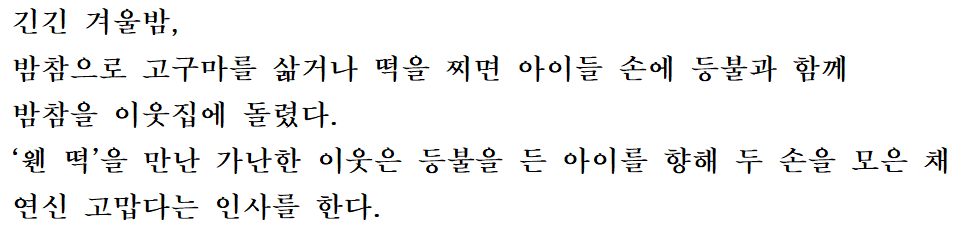 긴긴 겨울밤,
밤참으로 고구마를 삶거나 떡을 찌면 아이들 손에 등불과 함께
밤참을 이웃집에 돌렸다.
‘웬 떡’을 만난 가난한 이웃은 등불을 든 아이를 향해 두 손을 모은 채
연신 고맙다는 인사를 한다.